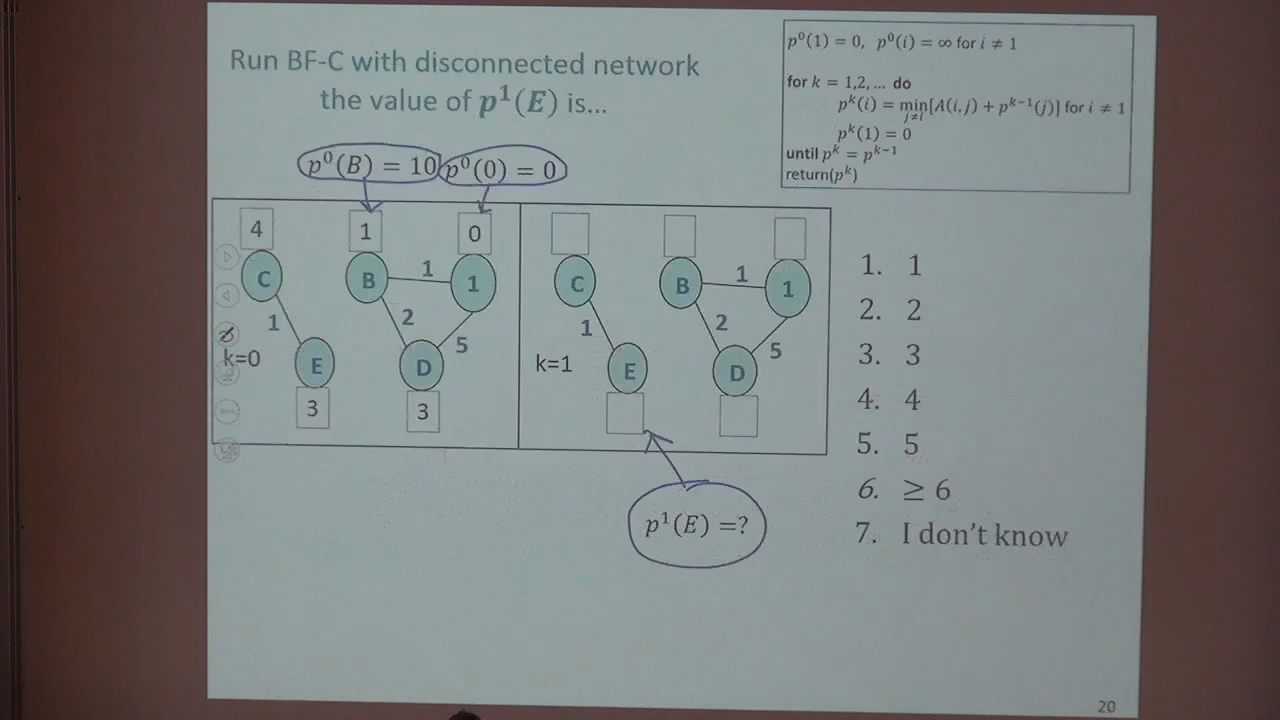 Run BF-C with disconnected network
the value of p¹(E) is...
p⁰(1) = 0, p⁰(i) = ∞ for i ≠ 1
for k = 1,2, ... do
pᵏ(i) = min[A(i,j) + pᵏ⁻¹(j)] for i ≠ 1
j≠i
pᵏ(1) = 0
until pᵏ = pᵏ⁻¹
return(pᵏ)
p⁰(B) = 10
p⁰(0) = 0
4 1 0
C B 1 1
1 2 5
k=0 E D
3 3
C B 1 1
1 2 5
k=1 E D
p¹(E) =?
1. 1
2. 2
3. 3
4. 4
5. 5
6. ≥ 6
7. I don't know
20